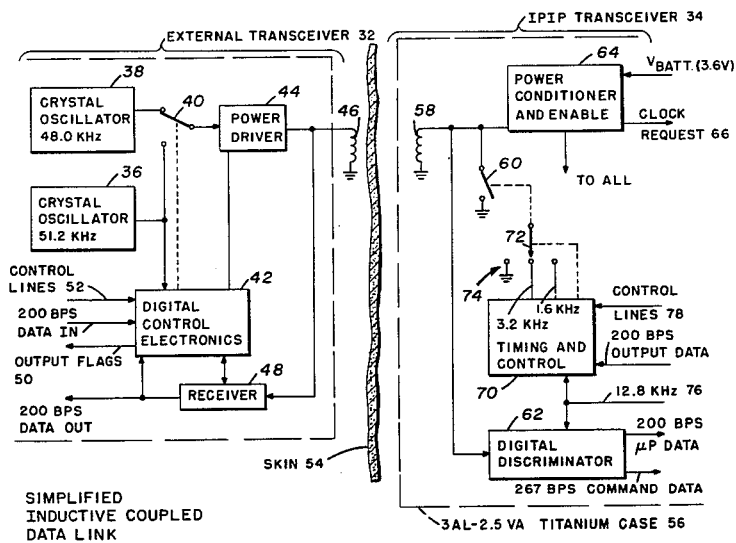 EXTERNAL TRANSCEIVER 32
IPIP TRANSCEIVER 34
38
CRYSTAL
OSCILLATOR
48.0 KHz
40
44
POWER
DRIVER
46
58
64
POWER
CONDITIONER
AND ENABLE
VBATT.(3.6V)
CLOCK
REQUEST 66
TO ALL
36
CRYSTAL
OSCILLATOR
51.2 KHz
60
72
74
CONTROL
LINES 52
200 BPS
DATA IN
OUTPUT FLAGS
50
200 BPS
DATA OUT
42
DIGITAL
CONTROL
ELECTRONICS
48
RECEIVER
3.2 KHz
1.6 KHz
TIMING AND
CONTROL
70
CONTROL
LINES 78
200 BPS
OUTPUT DATA
12.8 KHz 76
62
DIGITAL
DISCRIMINATOR
200 BPS
µP DATA
267 BPS COMMAND DATA
SKIN 54
3AL-2.5 VA TITANIUM CASE 56
SIMPLIFIED
INDUCTIVE COUPLED
DATA LINK